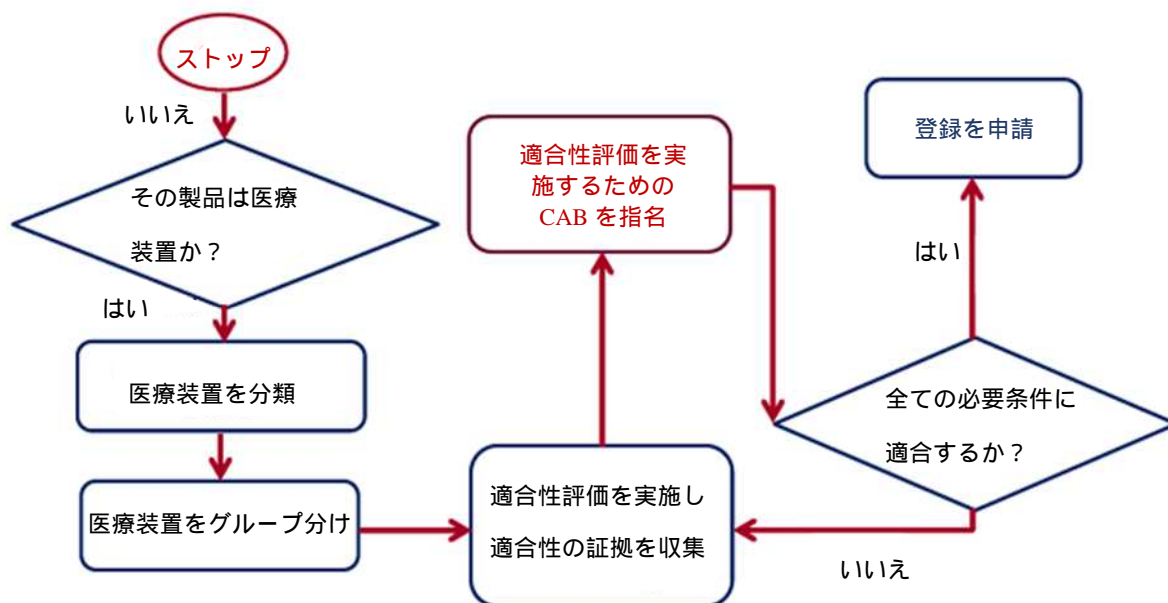 ストップ
いいえ
その製品は医療
装置か？
はい
医療装置を分類
医療装置をグループ分け
適合性評価を実施し
適合性の証拠を収集
適合性評価を実
施するための
CAB を指名
全ての必要条件に
適合するか？
いいえ
はい
登録を申請